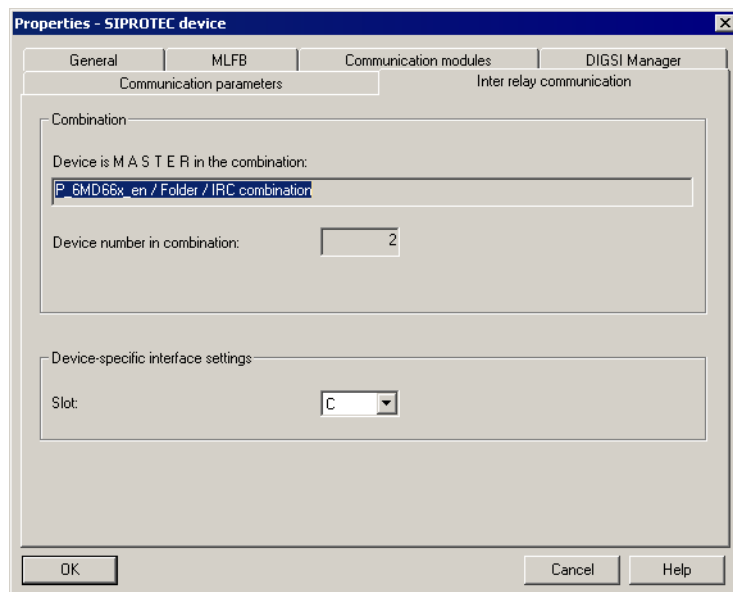 Properties - SIPROTEC device
General MLFB Communication modules DIGSI Manager
Communication parameters Inter relay communication
Combination
Device is M A S T E R in the combination:
P_6MD66x_en / Folder / IRC combination
Device number in combination: 2
Device-specific interface settings
Slot: C
OK Cancel Help